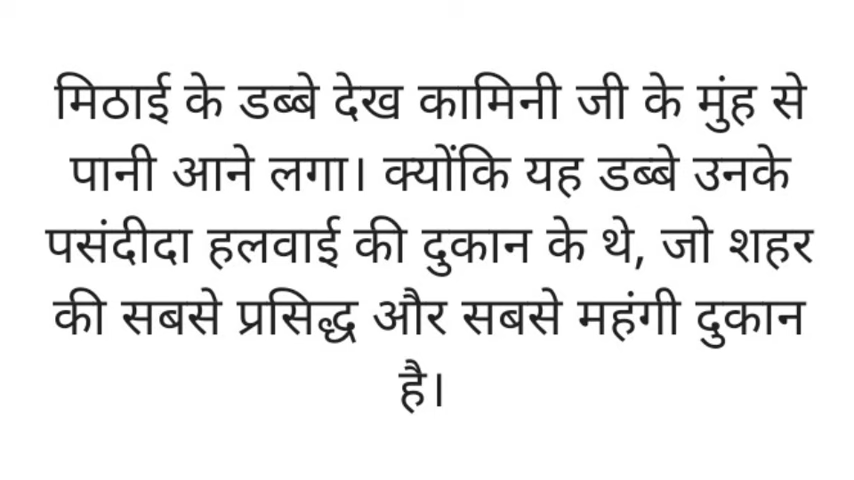 मिठाई के डब्बे देख कामिनी जी के मुंह से
पानी आने लगा। क्योंकि यह डब्बे उनके
पसंदीदा हलवाई की दुकान के थे, जो शहर
की सबसे प्रसिद्ध और सबसे महंगी दुकान
है।